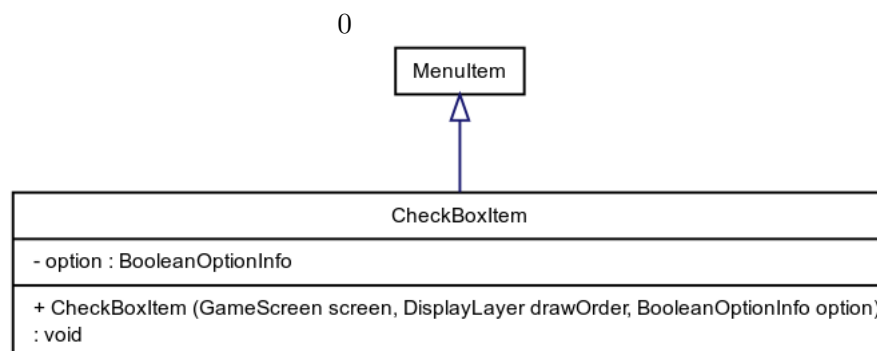 0
MenuItem
CheckBoxItem
- option : BooleanOptionInfo
+ CheckBoxItem (GameScreen screen, DisplayLayer drawOrder, BooleanOptionInfo option)
: void